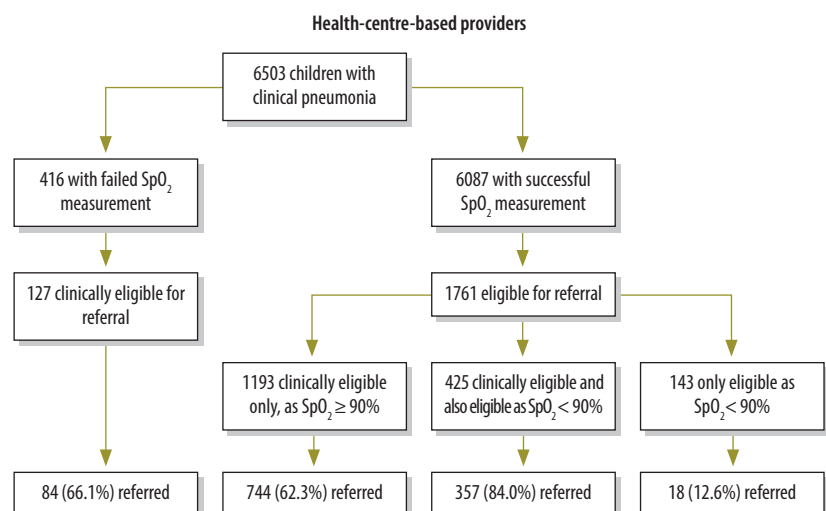 Health-centre-based providers
6503 children with
clinical pneumonia
416 with failed SpO₂
measurement
6087 with successful
SpO₂ measurement
127 clinically eligible for
referral
1761 eligible for referral
1193 clinically eligible
only, as SpO₂ ≥ 90%
425 clinically eligible and
also eligible as SpO₂ < 90%
143 only eligible as
SpO₂ < 90%
84 (66.1%) referred
744 (62.3%) referred
357 (84.0%) referred
18 (12.6%) referred